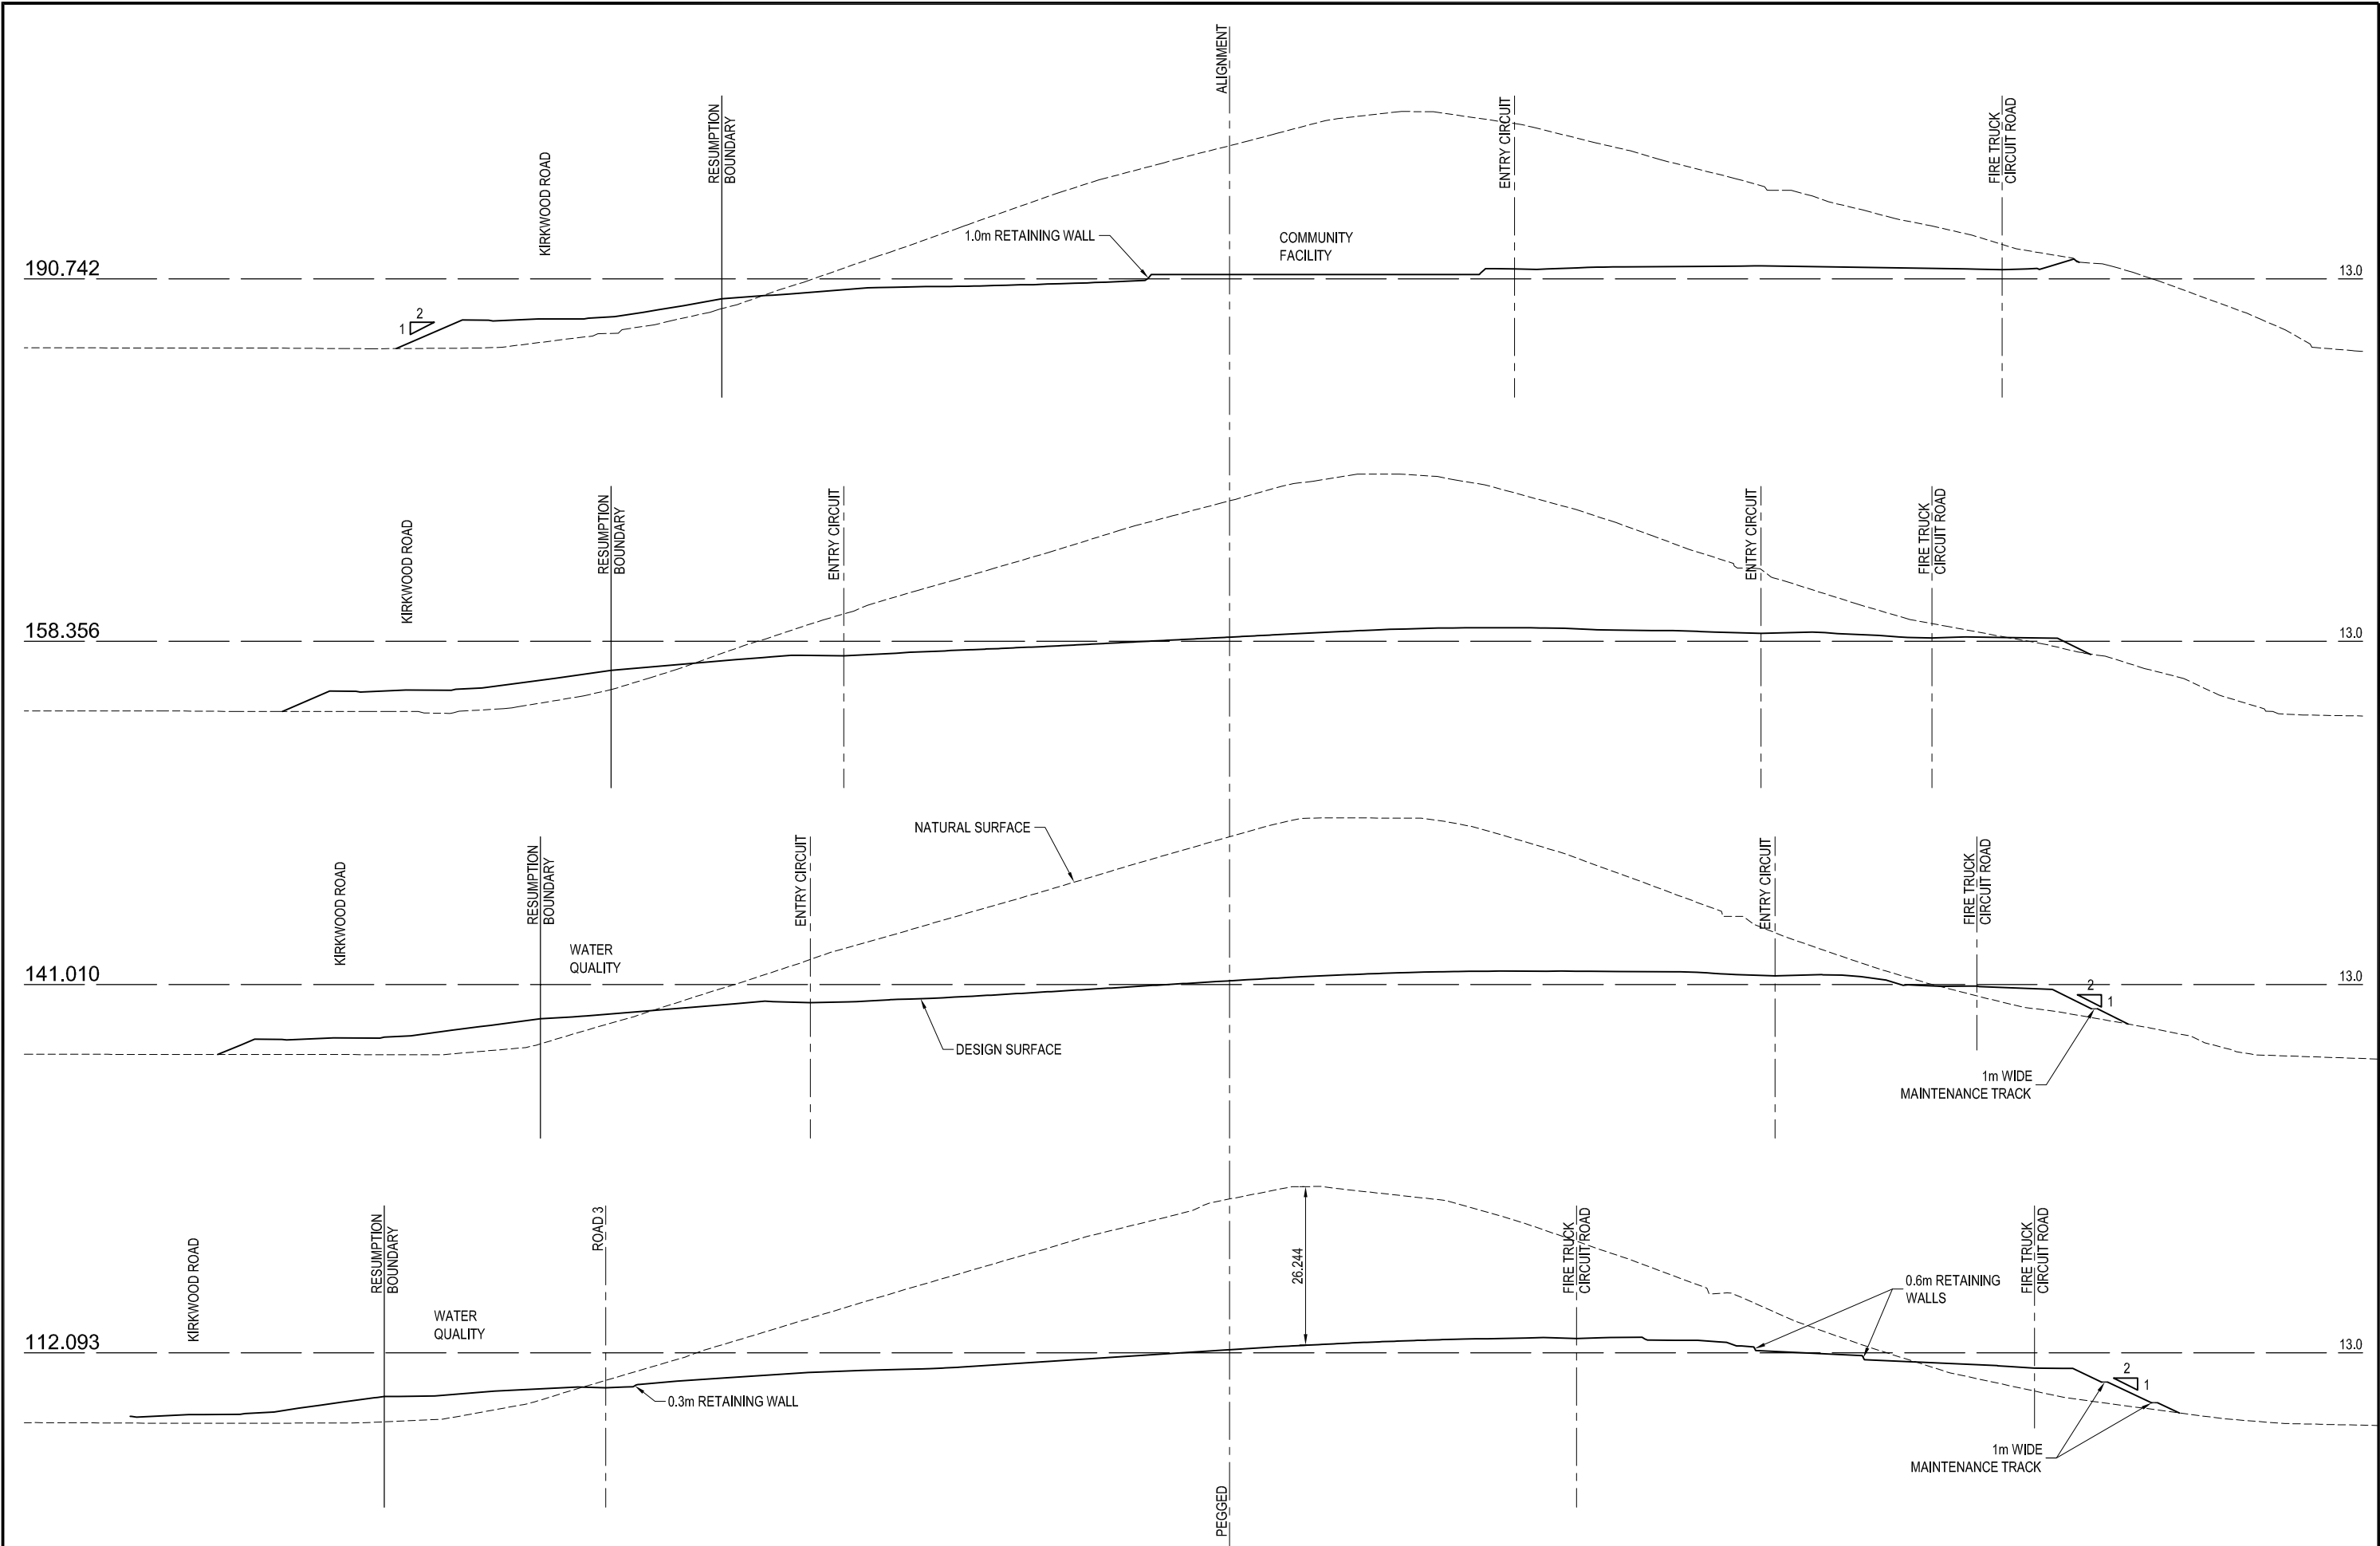 ALIGNMENT
KIRKWOOD ROAD
RESUMPTION
BOUNDARY
1.0m RETAINING WALL
COMMUNITY
FACILITY
ENTRY CIRCUIT
FIRE TRUCK
CIRCUIT ROAD
190.742
13.0
2
1
KIRKWOOD ROAD
RESUMPTION
BOUNDARY
ENTRY CIRCUIT
ENTRY CIRCUIT
FIRE TRUCK
CIRCUIT ROAD
158.356
13.0
NATURAL SURFACE
KIRKWOOD ROAD
RESUMPTION
BOUNDARY
WATER
QUALITY
ENTRY CIRCUIT
ENTRY CIRCUIT
FIRE TRUCK
CIRCUIT ROAD
141.010
13.0
2
1
DESIGN SURFACE
1m WIDE
MAINTENANCE TRACK
KIRKWOOD ROAD
RESUMPTION
BOUNDARY
WATER
QUALITY
ROAD 3
26.244
FIRE TRUCK
CIRCUIT ROAD
0.6m RETAINING
WALLS
FIRE TRUCK
CIRCUIT ROAD
112.093
13.0
2
1
0.3m RETAINING WALL
1m WIDE
MAINTENANCE TRACK
PEGGED